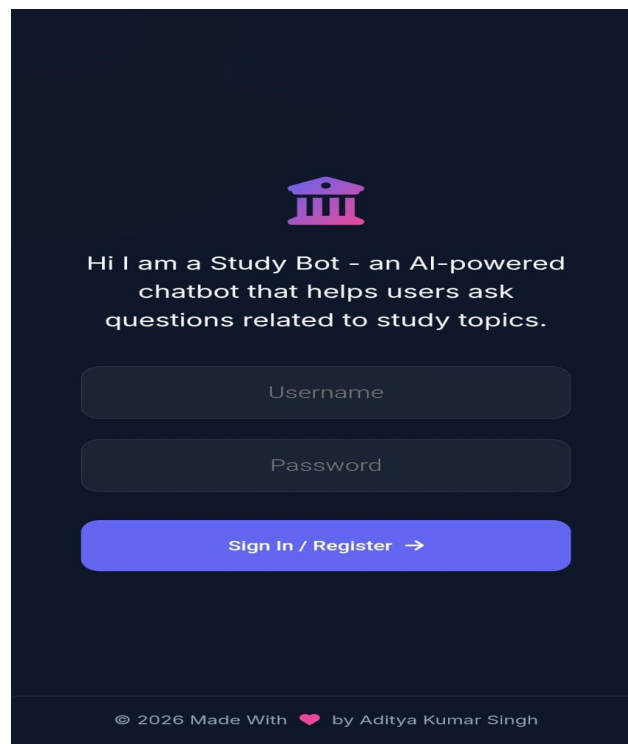 Hi I am a Study Bot - an AI-powered
chatbot that helps users ask
questions related to study topics.
Username
Password
Sign In / Register →
© 2026 Made With ❤ by Aditya Kumar Singh